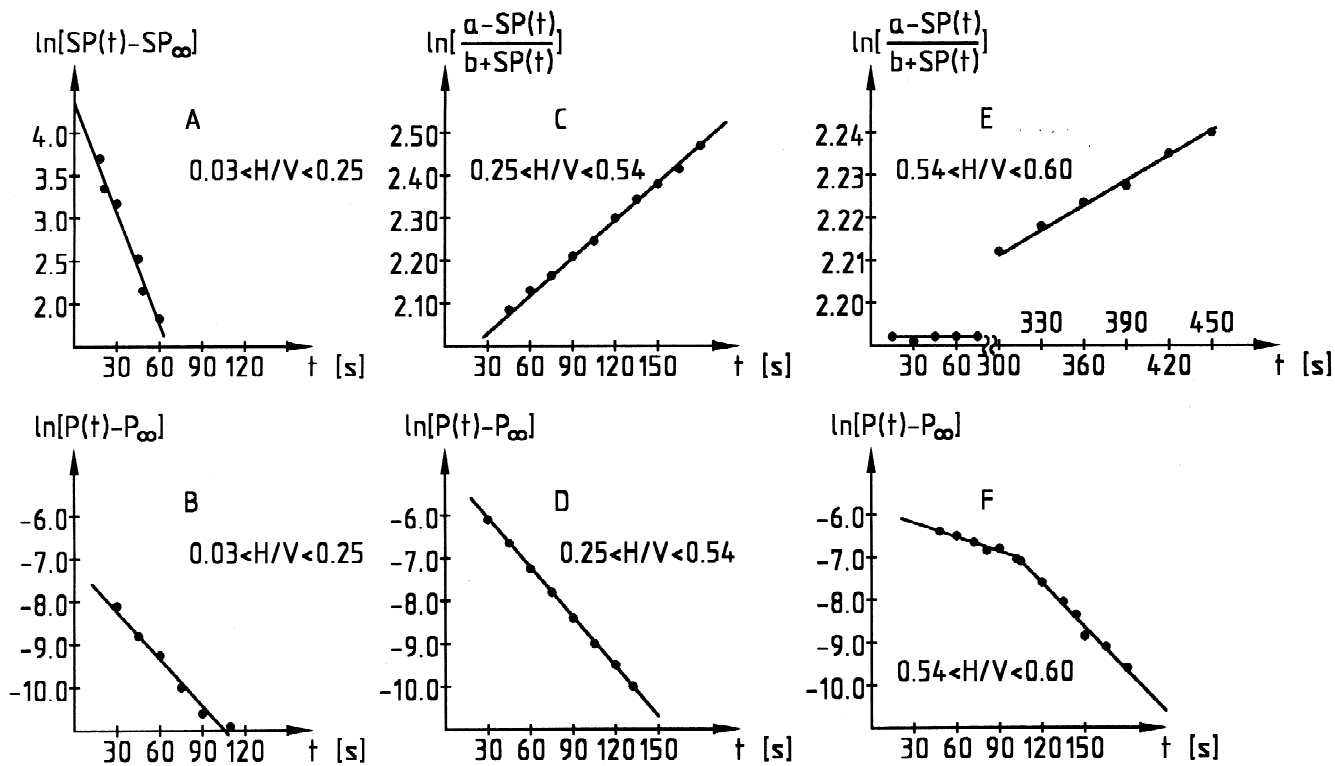 ln[SP(t)-SP∞]
A
0.03<H/V<0.25
4.0
3.5
3.0
2.5
2.0
30 60 90 120 t [s]
ln[a-SP(t)/b+SP(t)]
C
0.25<H/V<0.54
2.50
2.40
2.30
2.20
2.10
30 60 90 120 150 t [s]
ln[a-SP(t)/b+SP(t)]
E
0.54<H/V<0.60
2.24
2.23
2.22
2.21
2.20
330 390 450
30 60 300 360 420 t [s]
ln[P(t)-P∞]
B
0.03<H/V<0.25
-6.0
-7.0
-8.0
-9.0
-10.0
30 60 90 120 t [s]
ln[P(t)-P∞]
D
0.25<H/V<0.54
-6.0
-7.0
-8.0
-9.0
-10.0
30 60 90 120 150 t [s]
ln[P(t)-P∞]
F
-6.0
-7.0
-8.0
-9.0
-10.0
0.54<H/V<0.60
30 60 90 120 150 t [s]